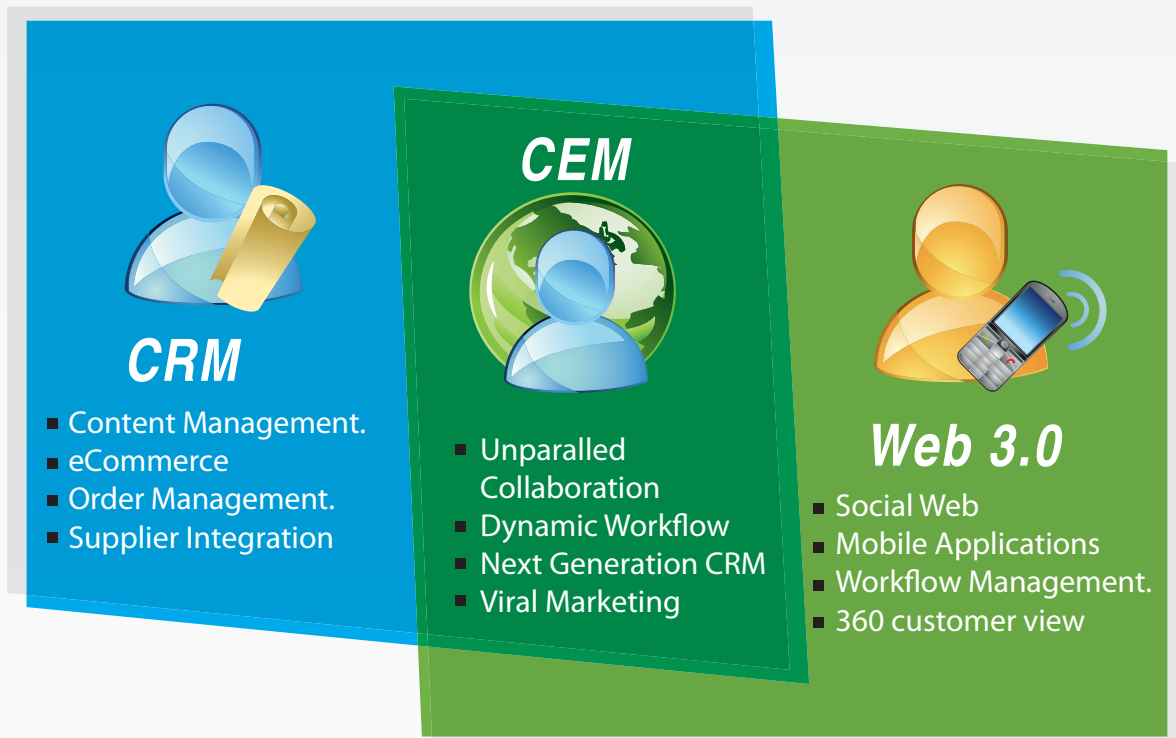 CRM
▪ Content Management.
▪ eCommerce
▪ Order Management.
▪ Supplier Integration
CEM
▪ Unparalled
Collaboration
▪ Dynamic Workflow
▪ Next Generation CRM
▪ Viral Marketing
Web 3.0
▪ Social Web
▪ Mobile Applications
▪ Workflow Management.
▪ 360 customer view